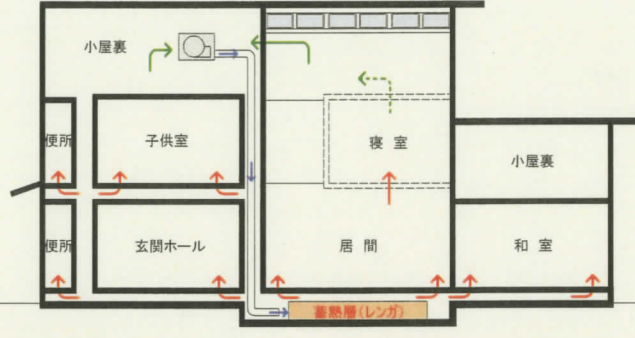 小屋裏
便所
子供室
寝室
小屋裏
便所
玄関ホール
居間
和室
蓄熱層(レンガ)